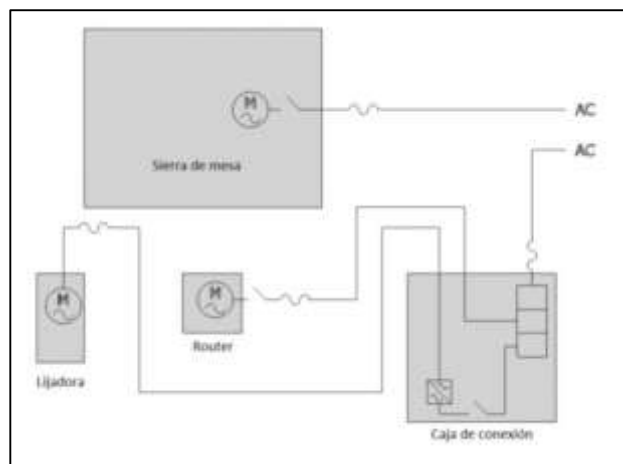 M
AC
AC
Sierra de mesa
M
M
Router
Lijadora
Caja de conexión